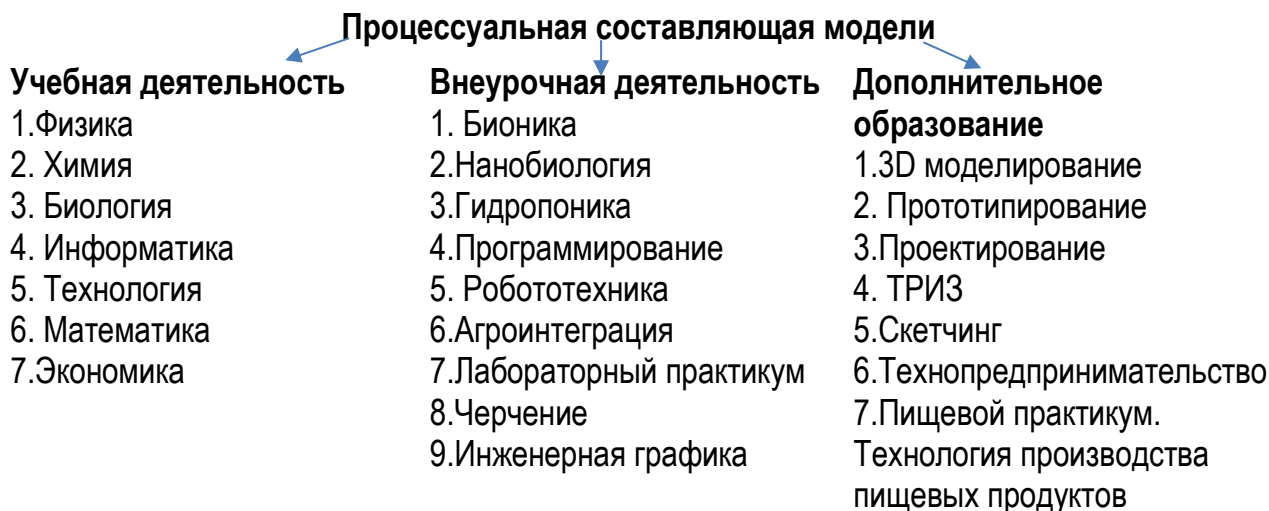 Процессуальная составляющая модели
Учебная деятельность
1.Физика
2. Химия
3. Биология
4. Информатика
5. Технология
6. Математика
7.Экономика
Внеурочная деятельность
1. Бионика
2.Нанобиология
3.Гидропоника
4.Программирование
5. Робототехника
6.Агроинтеграция
7.Лабораторный практикум
8.Черчение
9.Инженерная графика
Дополнительное
образование
1.3D моделирование
2. Прототипирование
3.Проектирование
4. ТРИЗ
5.Скетчинг
6.Технопредпринимательство
7.Пищевой практикум.
Технология производства
пищевых продуктов